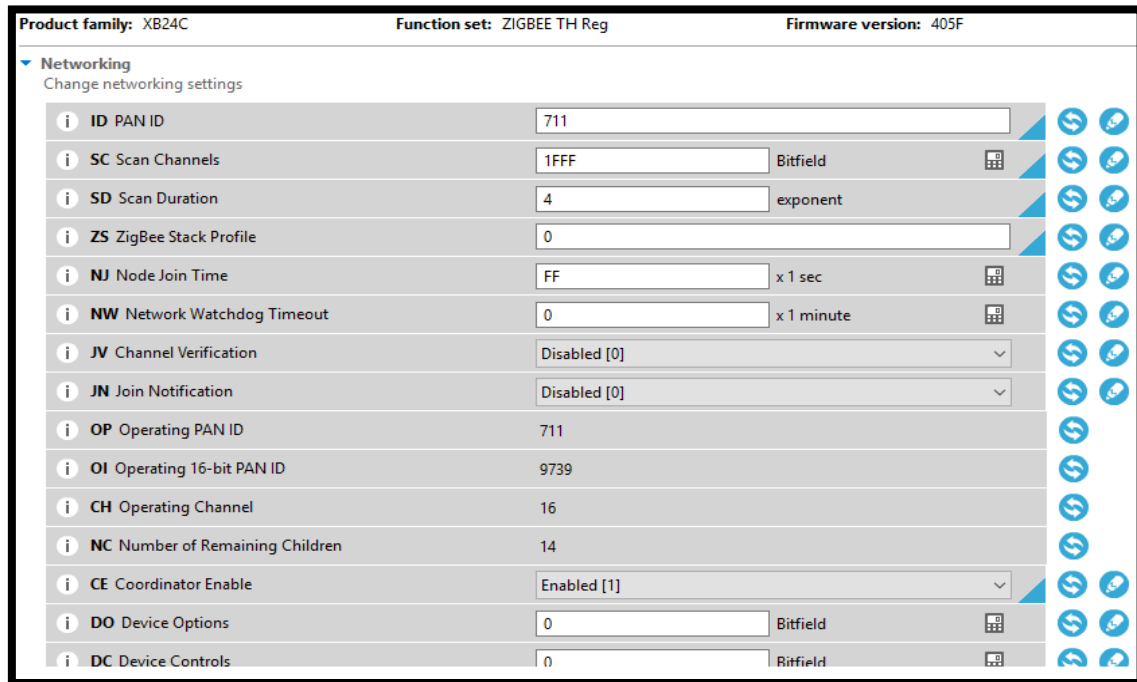 Product family: XB24C Function set: ZIGBEE TH Reg Firmware version: 405F
Networking
Change networking settings
i ID PAN ID 711
i SC Scan Channels 1FFF Bitfield
i SD Scan Duration 4 exponent
i ZS ZigBee Stack Profile 0
i NJ Node Join Time FF x 1 sec
i NW Network Watchdog Timeout 0 x 1 minute
i JV Channel Verification Disabled [0]
i JN Join Notification Disabled [0]
i OP Operating PAN ID 711
i OI Operating 16-bit PAN ID 9739
i CH Operating Channel 16
i NC Number of Remaining Children 14
i CE Coordinator Enable Enabled [1]
i DO Device Options 0 Bitfield
i DC Device Controls 0 Bitfield